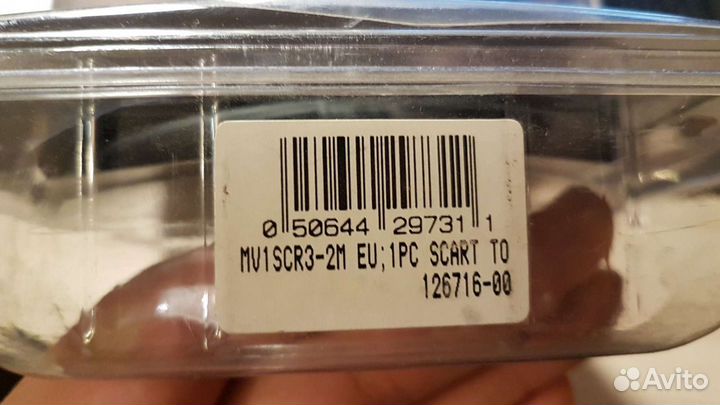 0 50644 29731 1
MV1SCR3-2M EU;1PC SCART TO
126716-00
Avito